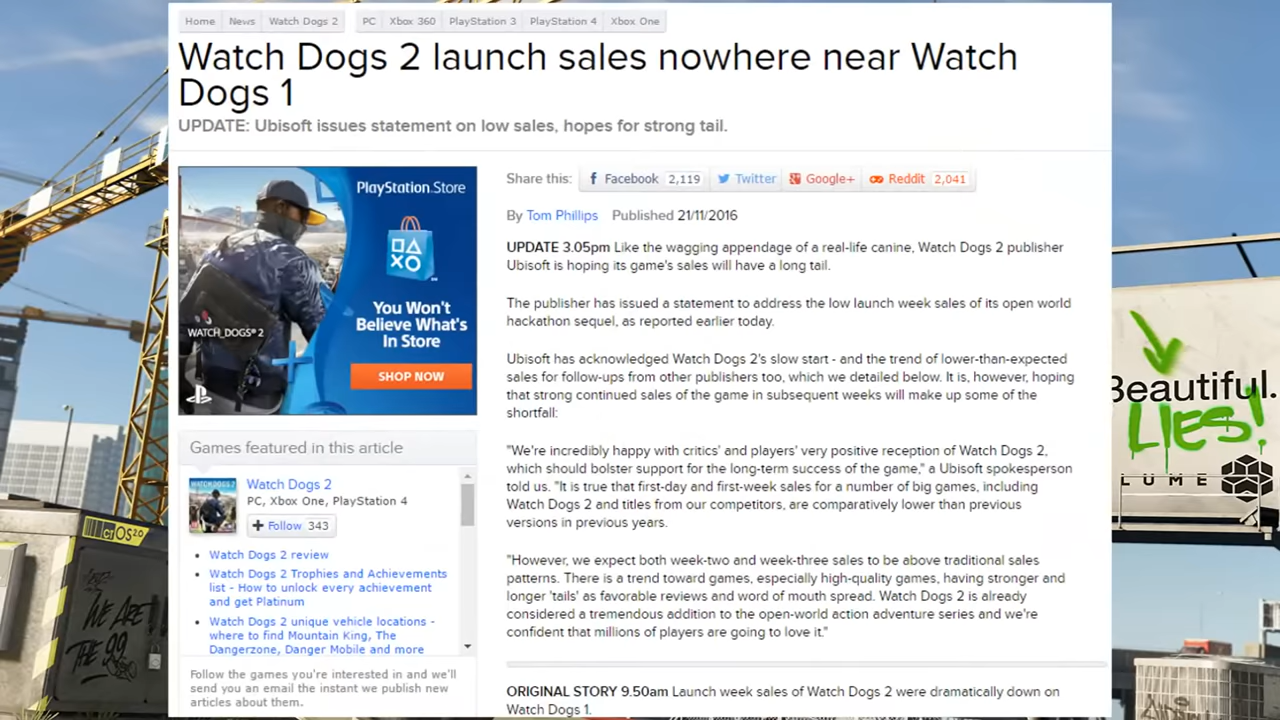 Home News Watch Dogs 2 PC Xbox 360 PlayStation 3 PlayStation 4 Xbox One
Watch Dogs 2 launch sales nowhere near Watch
Dogs 1
UPDATE: Ubisoft issues statement on low sales, hopes for strong tail.
PlayStation.Store
You Won't
Believe What's
In Store
SHOP NOW
WATCH_DOGS® 2
Games featured in this article
WATCH DOGS 2
Watch Dogs 2
PC, Xbox One, PlayStation 4
Follow 343
• Watch Dogs 2 review
• Watch Dogs 2 Trophies and Achievements
list - How to unlock every achievement
and get Platinum
• Watch Dogs 2 unique vehicle locations -
where to find Mountain King, The
Dangerzone, Danger Mobile and more
Follow the games you're interested in and we'll
send you an email the instant we publish new
articles about them.
Share this: Facebook 2,119 Twitter Google+ Reddit 2,041
By Tom Phillips Published 21/11/2016
UPDATE 3.05pm Like the wagging appendage of a real-life canine, Watch Dogs 2 publisher
Ubisoft is hoping its game's sales will have a long tail.
The publisher has issued a statement to address the low launch week sales of its open world
hackathon sequel, as reported earlier today.
Ubisoft has acknowledged Watch Dogs 2's slow start - and the trend of lower-than-expected
sales for follow-ups from other publishers too, which we detailed below. It is, however, hoping
that strong continued sales of the game in subsequent weeks will make up some of the
shortfall:
"We're incredibly happy with critics' and players' very positive reception of Watch Dogs 2,
which should bolster support for the long-term success of the game," a Ubisoft spokesperson
told us. "It is true that first-day and first-week sales for a number of big games, including
Watch Dogs 2 and titles from our competitors, are comparatively lower than previous
versions in previous years.
"However, we expect both week-two and week-three sales to be above traditional sales
patterns. There is a trend toward games, especially high-quality games, having stronger and
longer 'tails' as favorable reviews and word of mouth spread. Watch Dogs 2 is already
considered a tremendous addition to the open-world action adventure series and we're
confident that millions of players are going to love it."
ORIGINAL STORY 9.50am Launch week sales of Watch Dogs 2 were dramatically down on
Watch Dogs 1.
Beautiful.
LIES!
LUME
ctOS 2.0
WE ARE
THE 99